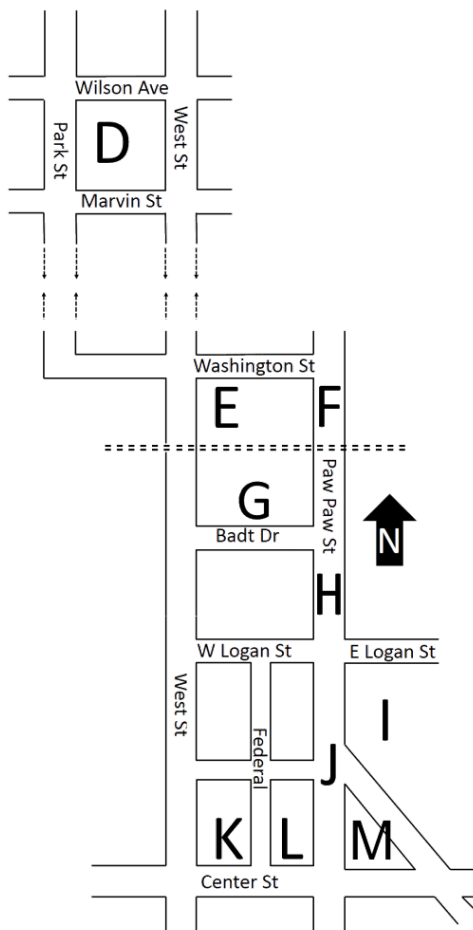 Wilson Ave
Park St
D
West St
Marvin St
Washington St
E
F
G
Paw Paw St
Badt Dr
N
H
W Logan St
E Logan St
West St
Federal
I
J
K
L
M
Center St